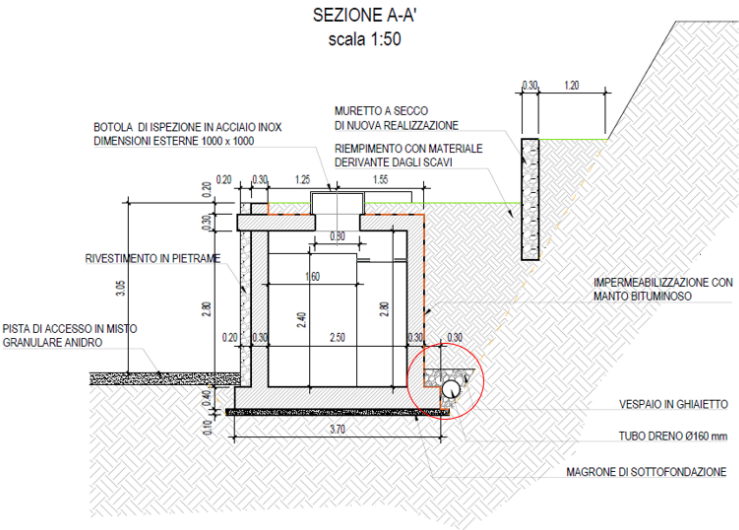 SEZIONE A-A'
scala 1:50
0.30
1.20
MURETTO A SECCO
DI NUOVA REALIZZAZIONE
BOTOLA DI ISPEZIONE IN ACCIAIO INOX
DIMENSIONI ESTERNE 1000 x 1000
RIEMPIMENTO CON MATERIALE
DERIVANTE DAGLI SCAVI
0.20
0.30
1.25
1.55
0.20
0.30
0.80
RIVESTIMENTO IN PIETRAME
1.60
IMPERMEABILIZZAZIONE CON
MANTO BITUMINOSO
3.05
2.80
2.40
2.80
PISTA DI ACCESSO IN MISTO
GRANULARE ANIDRO
0.20
0.30
2.50
0.30
0.30
0.40
0.10
3.70
VESPAIO IN GHIAIETTO
TUBO DRENO Ø160 mm
MAGRONE DI SOTTOFONDAZIONE